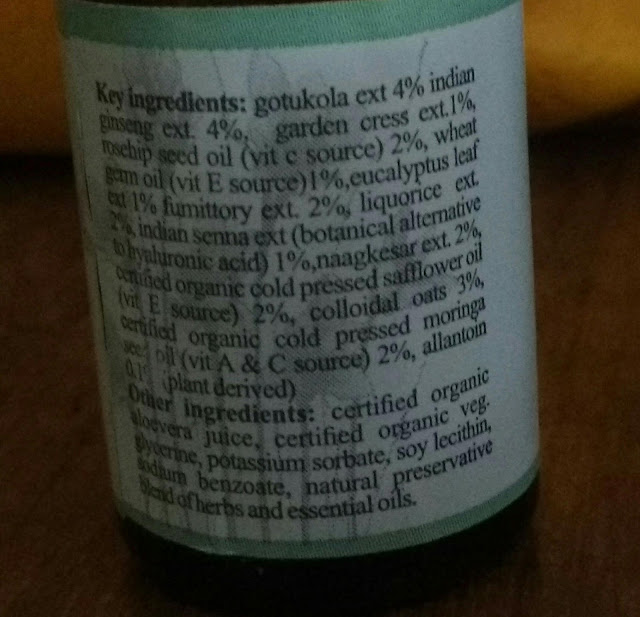 Key ingredients: gotukola ext 4% indian
ginseng ext. 4%, garden cress ext.1%,
rosehip seed oil (vit c source) 2%, wheat
germ oil (vit E source)1%,eucalyptus leaf
ext 1% fumittory ext. 2%, liquorice ext.
2%, indian senna ext (botanical alternative
to hyaluronic acid) 1%,naagkesar ext. 2%,
certified organic cold pressed safflower oil
(vit E source) 2%, colloidal oats 3%,
certified organic cold pressed moringa
seed oil (vit A & C source) 2%, allantoin
0.1 (plant derived)
Other ingredients: certified organic
aloevera juice, certified organic veg.
glycerine, potassium sorbate, soy lecithin,
sodium benzoate, natural preservative
blend of herbs and essential oils.